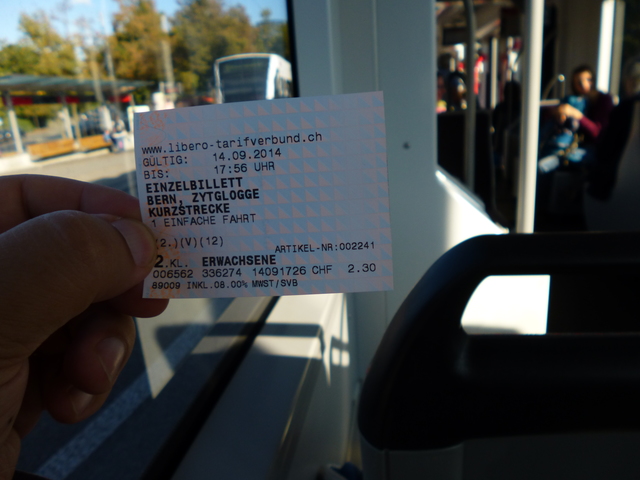 www.libero-tarifverbund.ch
GÜLTIG: 14.09.2014
BIS: 17:56 UHR
EINZELBILLETT
BERN, ZYTGLOGGE
KURZSTRECKE
1 EINFACHE FAHRT
2.)(V)(12)
ARTIKEL-NR:002241
2.KL. ERWACHSENE
006562 336274 14091726 CHF 2.30
89009 INKL.08.00% MWST/SVB